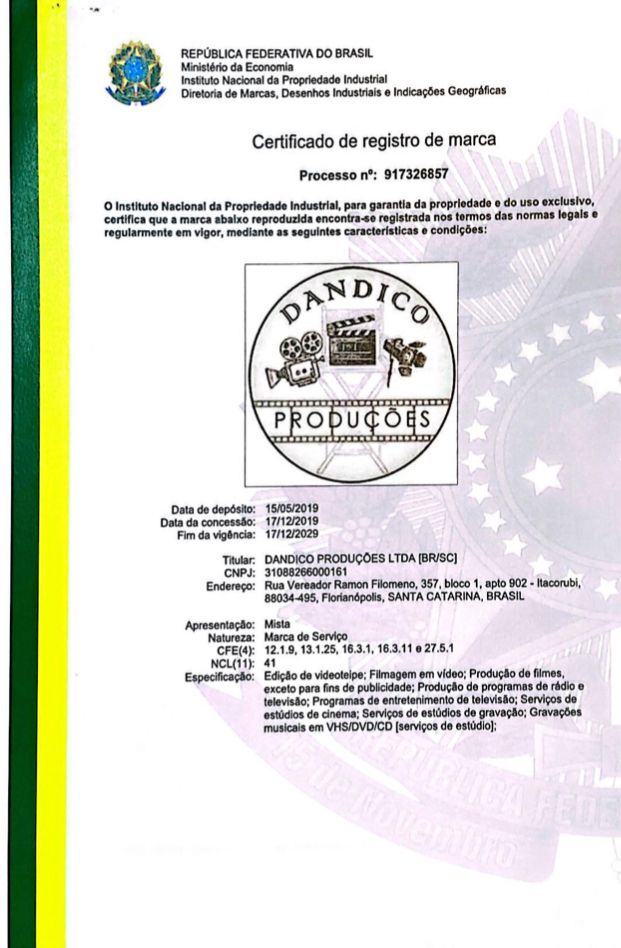 REPÚBLICA FEDERATIVA DO BRASIL
Ministério da Economia
Instituto Nacional da Propriedade Industrial
Diretoria de Marcas, Desenhos Industriais e Indicações Geográficas
Certificado de registro de marca
Processo nº: 917326857
O Instituto Nacional da Propriedade Industrial, para garantia da propriedade e do uso exclusivo,
certifica que a marca abaixo reproduzida encontra-se registrada nos termos das normas legais e
regularmente em vigor, mediante as seguintes características e condições:
DANDICO
PRODUÇÕES
Data de depósito: 15/05/2019
Data da concessão: 17/12/2019
Fim da vigência: 17/12/2029
Titular: DANDICO PRODUÇÕES LTDA [BR/SC]
CNPJ: 31088266000161
Endereço: Rua Vereador Ramon Filomeno, 357, bloco 1, apto 902 - Itacorubi,
88034-495, Florianópolis, SANTA CATARINA, BRASIL
Apresentação: Mista
Natureza: Marca de Serviço
CFE(4): 12.1.9, 13.1.25, 16.3.1, 16.3.11 e 27.5.1
NCL(11): 41
Especificação: Edição de videoteipe; Filmagem em vídeo; Produção de filmes,
exceto para fins de publicidade; Produção de programas de rádio e
televisão; Programas de entretenimento de televisão; Serviços de
estúdios de cinema; Serviços de estúdios de gravação; Gravações
musicais em VHS/DVD/CD [serviços de estúdio];
REPÚBLICA FEDER
15 de Novembro